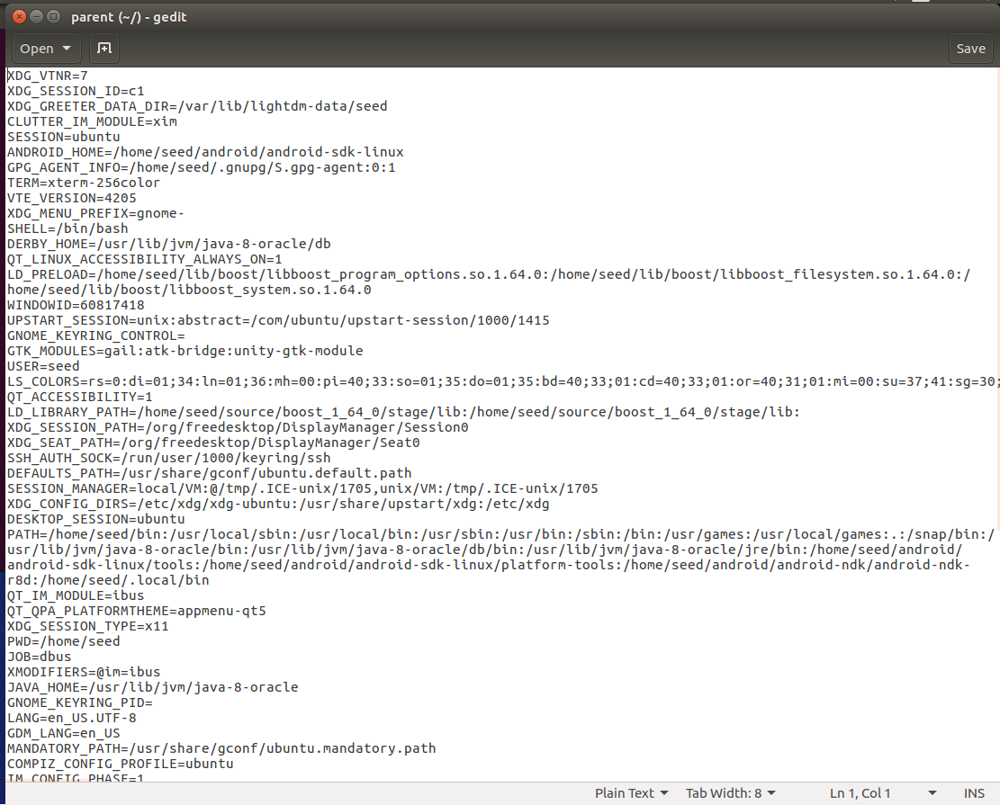 parent (~/) - gedit
Open
Save
XDG_VTNR=7
XDG_SESSION_ID=c1
XDG_GREETER_DATA_DIR=/var/lib/lightdm-data/seed
CLUTTER_IM_MODULE=xim
SESSION=ubuntu
ANDROID_HOME=/home/seed/android/android-sdk-linux
GPG_AGENT_INFO=/home/seed/.gnupg/S.gpg-agent:0:1
TERM=xterm-256color
VTE_VERSION=4205
XDG_MENU_PREFIX=gnome-
SHELL=/bin/bash
DERBY_HOME=/usr/lib/jvm/java-8-oracle/db
QT_LINUX_ACCESSIBILITY_ALWAYS_ON=1
LD_PRELOAD=/home/seed/lib/boost/libboost_program_options.so.1.64.0:/home/seed/lib/boost/libboost_filesystem.so.1.64.0:/
home/seed/lib/boost/libboost_system.so.1.64.0
WINDOWID=60817418
UPSTART_SESSION=unix:abstract=/com/ubuntu/upstart-session/1000/1415
GNOME_KEYRING_CONTROL=
GTK_MODULES=gail:atk-bridge:unity-gtk-module
USER=seed
LS_COLORS=rs=0:di=01;34:ln=01;36:mh=00:pi=40;33:so=01;35:do=01;35:bd=40;33;01:cd=40;33;01:or=40;31;01:mi=00:su=37;41:sg=30;
QT_ACCESSIBILITY=1
LD_LIBRARY_PATH=/home/seed/source/boost_1_64_0/stage/lib:/home/seed/source/boost_1_64_0/stage/lib:
XDG_SESSION_PATH=/org/freedesktop/DisplayManager/Session0
XDG_SEAT_PATH=/org/freedesktop/DisplayManager/Seat0
SSH_AUTH_SOCK=/run/user/1000/keyring/ssh
DEFAULTS_PATH=/usr/share/gconf/ubuntu.default.path
SESSION_MANAGER=local/VM:@/tmp/.ICE-unix/1705,unix/VM:/tmp/.ICE-unix/1705
XDG_CONFIG_DIRS=/etc/xdg/xdg-ubuntu:/usr/share/upstart/xdg:/etc/xdg
DESKTOP_SESSION=ubuntu
PATH=/home/seed/bin:/usr/local/sbin:/usr/local/bin:/usr/sbin:/usr/bin:/sbin:/bin:/usr/games:/usr/local/games:.:/snap/bin:/
usr/lib/jvm/java-8-oracle/bin:/usr/lib/jvm/java-8-oracle/db/bin:/usr/lib/jvm/java-8-oracle/jre/bin:/home/seed/android/
android-sdk-linux/tools:/home/seed/android/android-sdk-linux/platform-tools:/home/seed/android/android-ndk/android-ndk-
r8d:/home/seed/.local/bin
QT_IM_MODULE=ibus
QT_QPA_PLATFORMTHEME=appmenu-qt5
XDG_SESSION_TYPE=x11
PWD=/home/seed
JOB=dbus
XMODIFIERS=@im=ibus
JAVA_HOME=/usr/lib/jvm/java-8-oracle
GNOME_KEYRING_PID=
LANG=en_US.UTF-8
GDM_LANG=en_US
MANDATORY_PATH=/usr/share/gconf/ubuntu.mandatory.path
COMPIZ_CONFIG_PROFILE=ubuntu
IM_CONFIG_PHASE=1
Plain Text
Tab Width: 8
Ln 1, Col 1
INS